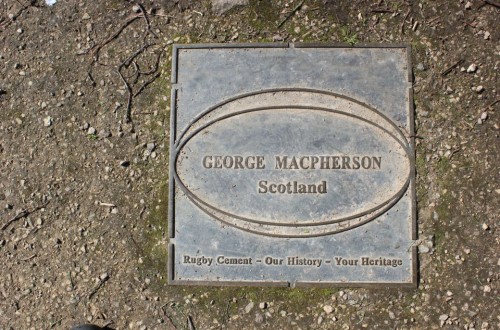 GEORGE MACPHERSON
Scotland
Rugby Cement – Our History – Your Heritage